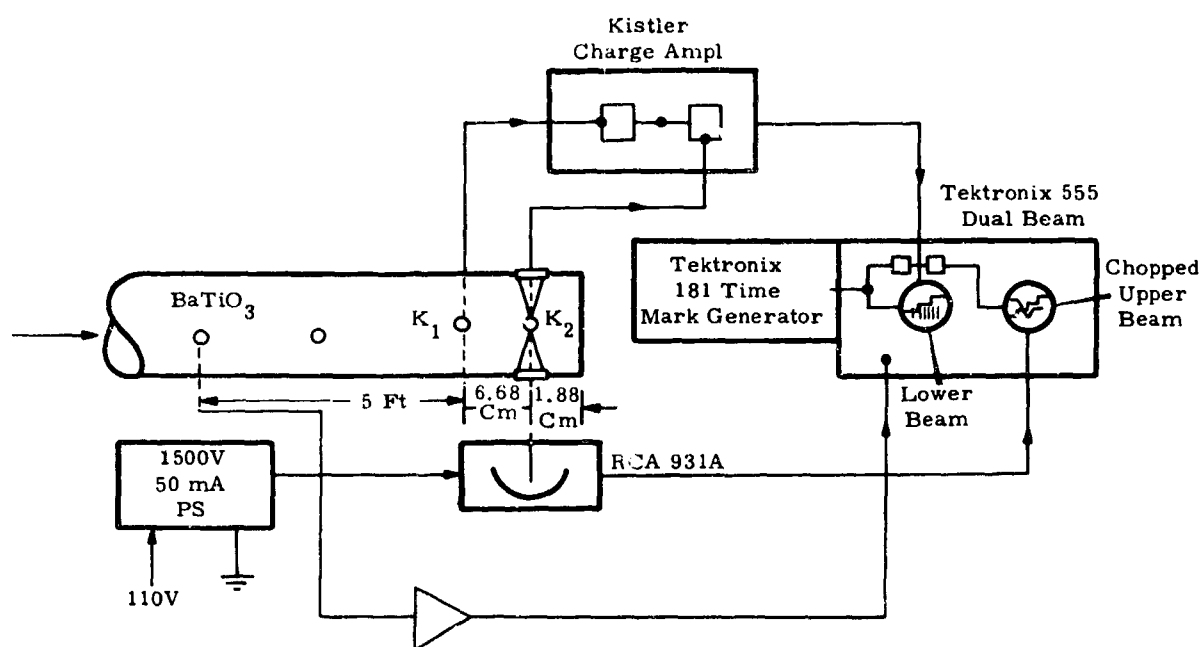 Kistler
Charge Ampl
Tektronix 555
Dual Beam
Tektronix
181 Time
Mark Generator
Chopped
Upper
Beam
Lower
Beam
BaTiO3
K1
K2
5 Ft
6.68
Cm
1.88
Cm
1500V
50 mA
PS
RCA 931A
110V